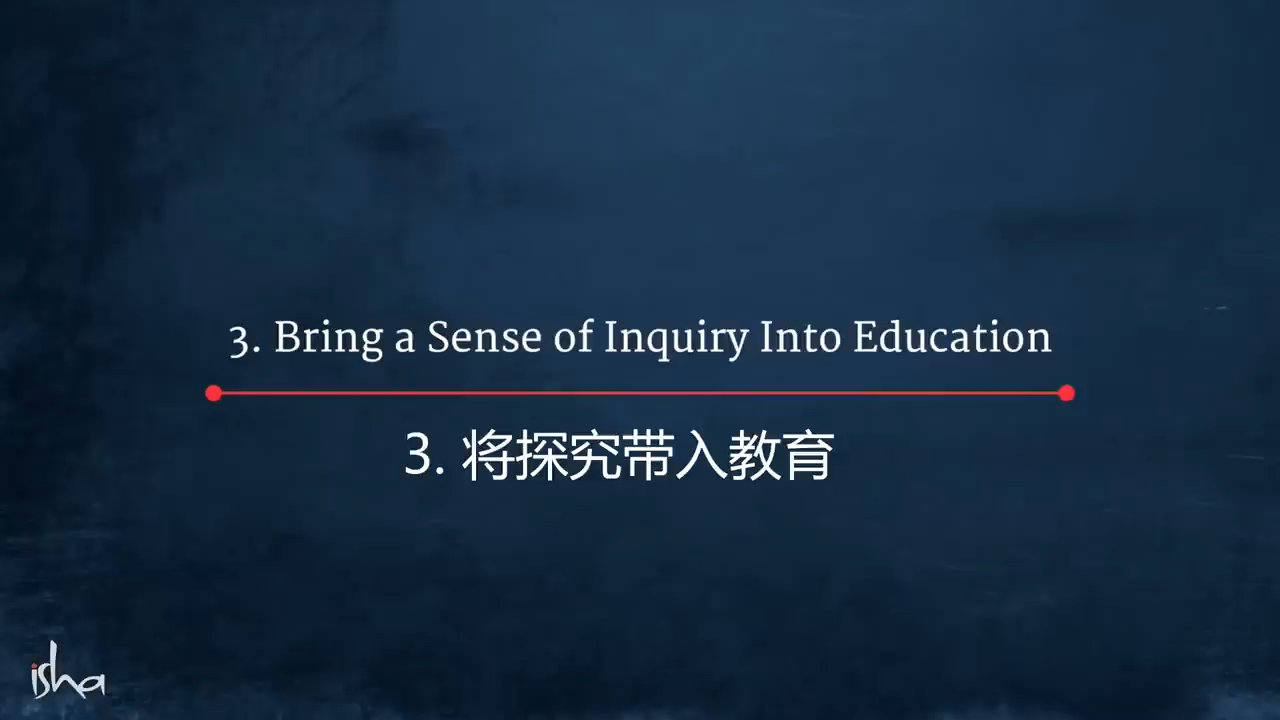 3. Bring a Sense of Inquiry Into Education
3. 将探究带入教育
isha